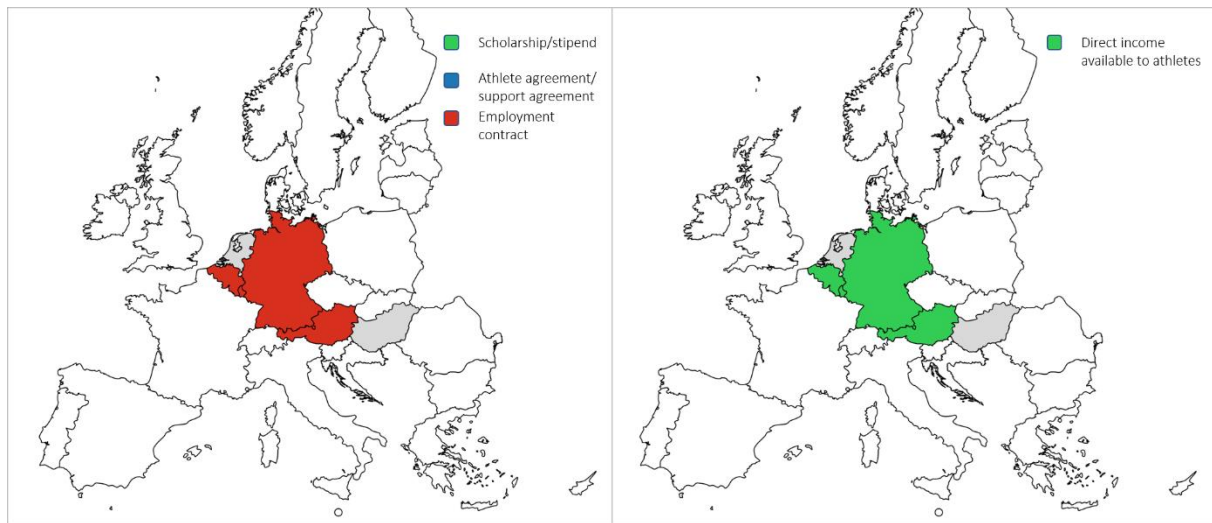 Scholarship/stipend
Athlete agreement/
support agreement
Employment
contract
Direct income
available to athletes